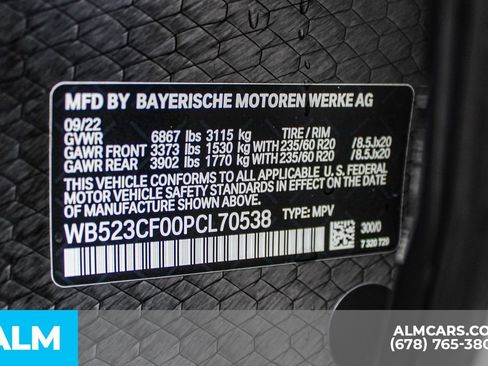 MFD BY BAYERISCHE MOTOREN WERKE AG
09/22
GVWR 6867 lbs 3115 kg TIRE / RIM
GAWR FRONT 3373 lbs 1530 kg WITH 235/60 R20 /8.5Jx20
GAWR REAR 3902 lbs 1770 kg WITH 235/60 R20 /8.5Jx20
THIS VEHICLE CONFORMS TO ALL APPLICABLE U. S. FEDERAL
MOTOR VEHICLE SAFETY STANDARDS IN EFFECT ON THE
DATE OF MANUFACTURE SHOWN ABOVE.
WB523CF00PCL70538 TYPE: MPV
300/0
7 320 720
ALM
ALMCARS.CO
(678) 765-380